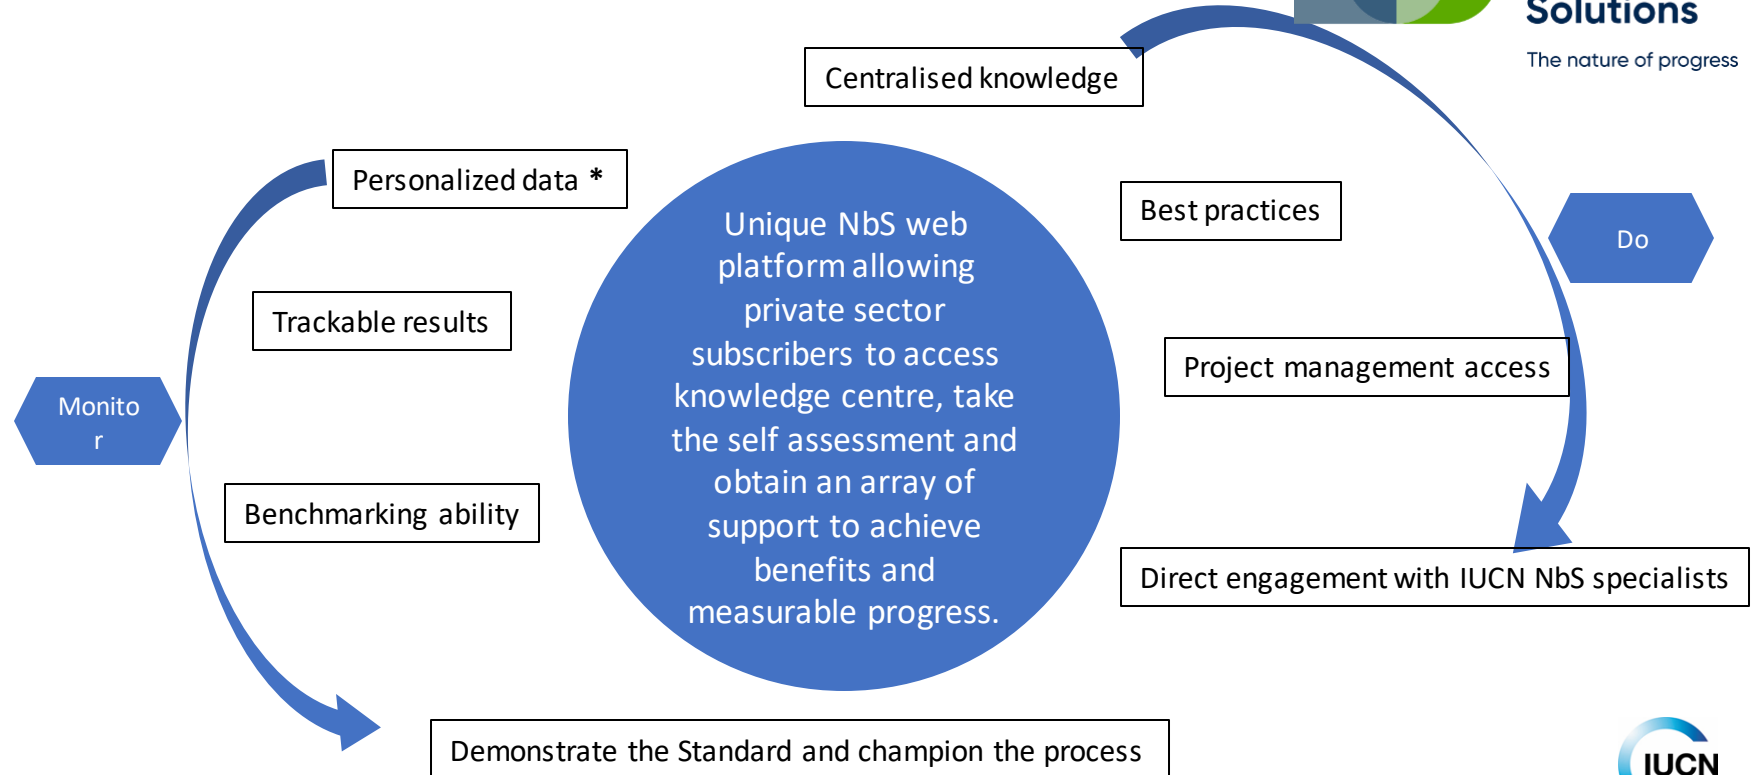 Solutions
The nature of progress
Centralised knowledge
Personalized data *
Best practices
Trackable results
Do
Project management access
Monito
r
Benchmarking ability
Unique NbS web
platform allowing
private sector
subscribers to access
knowledge centre, take
the self assessment and
obtain an array of
support to achieve
benefits and
measurable progress.
Direct engagement with IUCN NbS specialists
Demonstrate the Standard and champion the process
IUCN